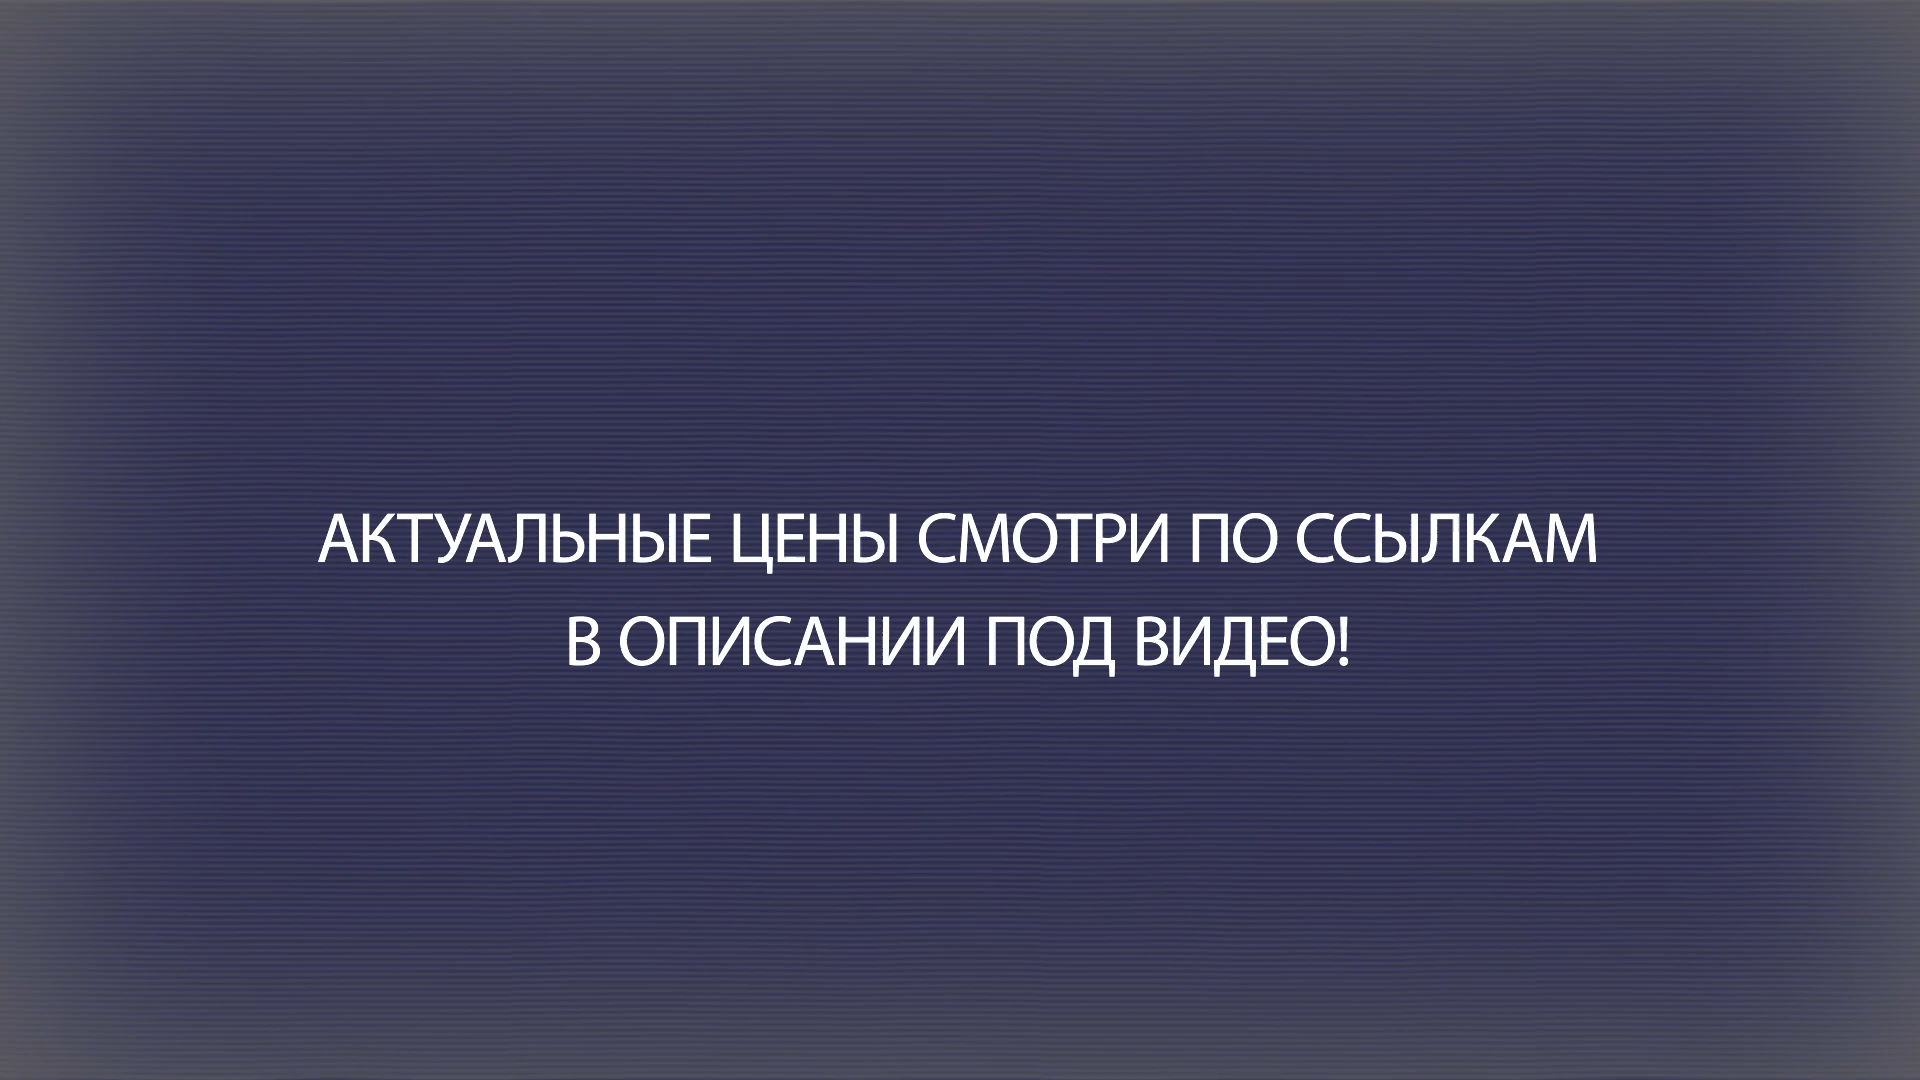 АКТУАЛЬНЫЕ ЦЕНЫ СМОТРИ ПО ССЫЛКАМ
В ОПИСАНИИ ПОД ВИДЕО!